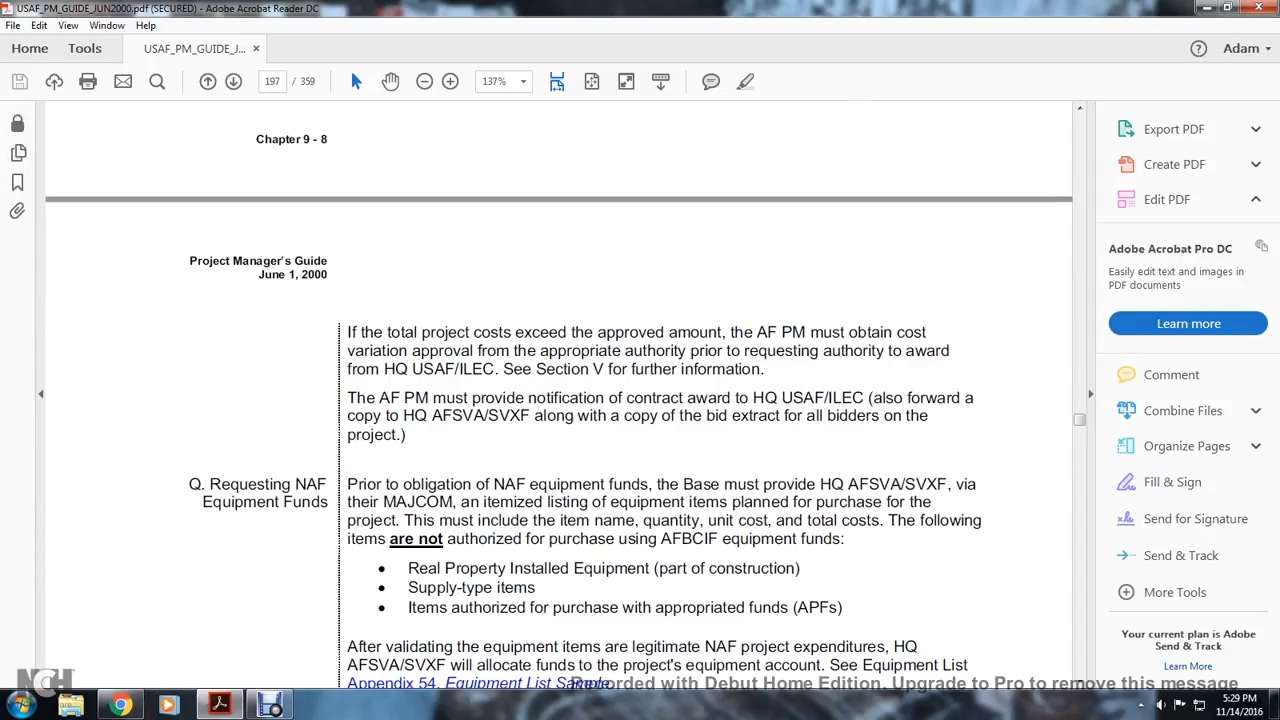 USAF_PM_GUIDE_JUN2000.pdf (SECURED) - Adobe Acrobat Reader DC
File Edit View Window Help
Home Tools USAF_PM_GUIDE_J... × Adam
197 / 359 137%
Chapter 9 - 8
Project Manager's Guide
June 1, 2000
If the total project costs exceed the approved amount, the AF PM must obtain cost
variation approval from the appropriate authority prior to requesting authority to award
from HQ USAF/ILEC. See Section V for further information.
The AF PM must provide notification of contract award to HQ USAF/ILEC (also forward a
copy to HQ AFSVA/SVXF along with a copy of the bid extract for all bidders on the
project.)
Q. Requesting NAF
Equipment Funds
Prior to obligation of NAF equipment funds, the Base must provide HQ AFSVA/SVXF, via
their MAJCOM, an itemized listing of equipment items planned for purchase for the
project. This must include the item name, quantity, unit cost, and total costs. The following
items are not authorized for purchase using AFBCIF equipment funds:
• Real Property Installed Equipment (part of construction)
• Supply-type items
• Items authorized for purchase with appropriated funds (APFs)
After validating the equipment items are legitimate NAF project expenditures, HQ
AFSVA/SVXF will allocate funds to the project's equipment account. See Equipment List
Appendix 54, Equipment List Sample
Export PDF
Create PDF
Edit PDF
Adobe Acrobat Pro DC
Easily edit text and images in
PDF documents
Learn more
Comment
Combine Files
Organize Pages
Fill & Sign
Send for Signature
Send & Track
More Tools
Your current plan is Adobe
Send & Track
Learn More
NCH
Recorded with Debut Home Edition. Upgrade to Pro to remove this message
5:29 PM
11/14/2016